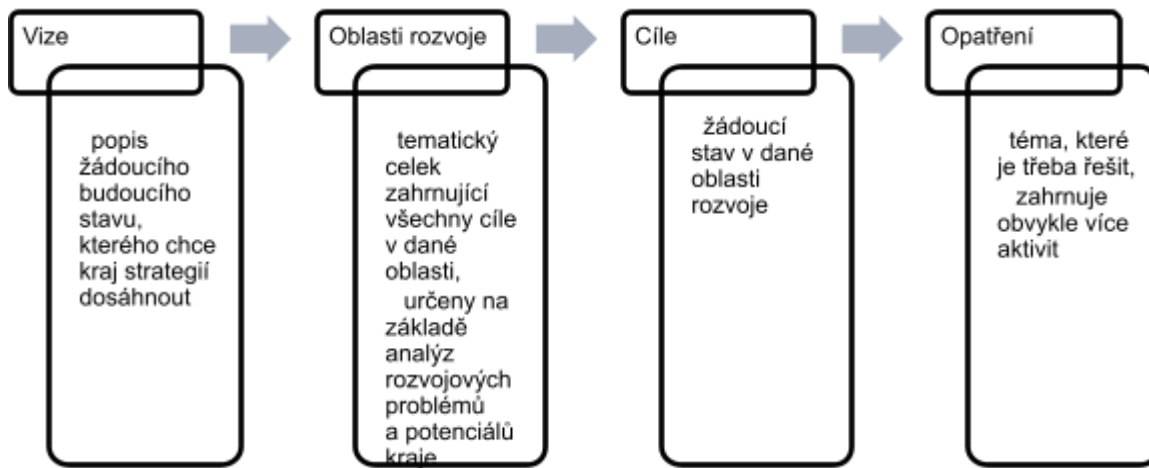 Vize
popis
žádoucího
budoucího
stavu,
kterého chce
kraj strategií
dosáhnout
Oblasti rozvoje
tematický
celek
zahrnující
všechny cíle
v dané
oblasti,
určeny na
základě
analýz
rozvojových
problémů
a potenciálů
kraje
Cíle
žádoucí
stav v dané
oblasti
rozvoje
Opatření
téma, které
je třeba řešit,
zahrnuje
obvykle více
aktivit